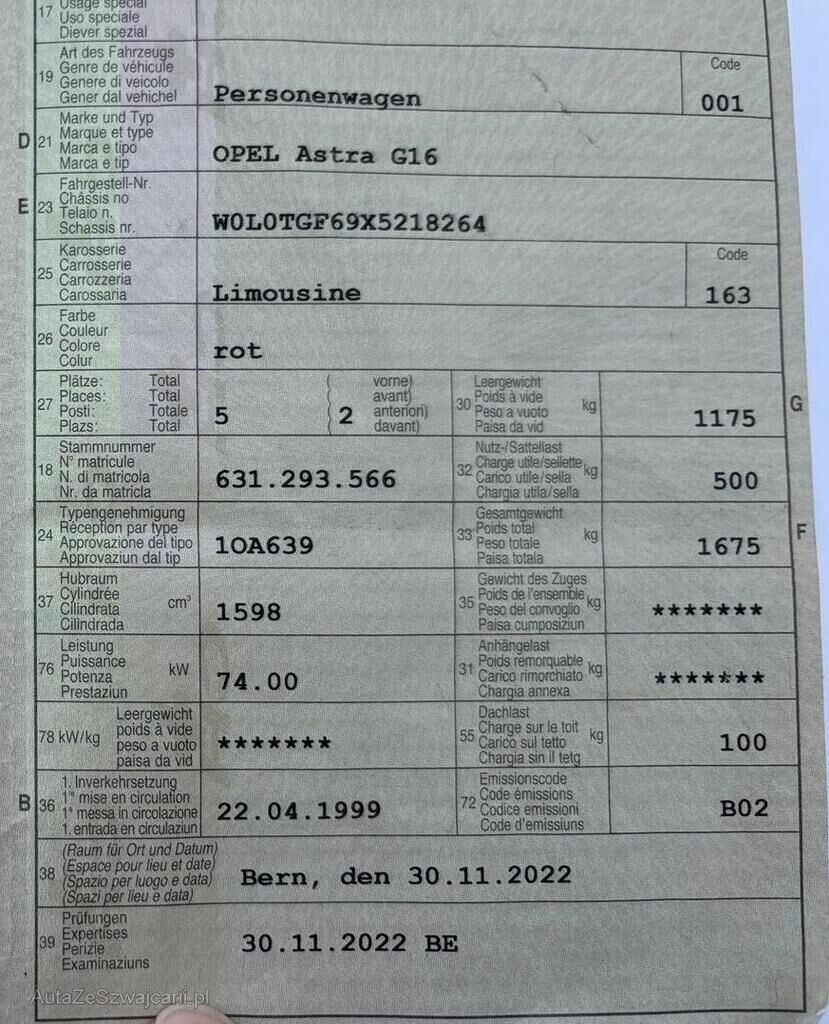 17 Usage spécial
Uso speciale
Diever spezial
Art des Fahrzeugs
19 Genre de véhicule
Genere di veicolo
Gener dal vehichel
Personenwagen
Code
001
D 21 Marke und Typ
Marque et type
Marca e tipo
Marca e tip
OPEL Astra G16
E 23 Fahrgestell-Nr.
Châssis no
Telaio n.
Schassis nr.
W0L0TGF69X5218264
25 Karosserie
Carrosserie
Carrozzeria
Carossaria
Limousine
Code
163
26 Farbe
Couleur
Colore
Colur
rot
27 Plätze: Total
Places: Total
Posti: Totale
Plazs: Total
5
( vorne)
( avant)
( 2 anteriori)
( davant)
30 Leergewicht
Poids à vide
Peso a vuoto
Paisa da vid
kg
1175
G
18 Stammnummer
N° matricule
N. di matricola
Nr. da matricla
631.293.566
32 Nutz-/Sattellast
Charge utile/sellette
Carico utile/sella
Chargia utila/sella
kg
500
24 Typengenehmigung
Réception par type
Approvazione del tipo
Approvaziun dal tip
1OA639
33 Gesamtgewicht
Poids total
Peso totale
Paisa totala
kg
1675
F
37 Hubraum
Cylindrée
Cilindrata
Cilindrada
cm³
1598
35 Gewicht des Zuges
Poids de l'ensemble
Peso del convoglio
Paisa cumposiziun
kg
*******
76 Leistung
Puissance
Potenza
Prestaziun
kW
74.00
31 Anhängelast
Poids remorquable
Carico rimorchiato
Chargia annexa
kg
*******
78 kW/kg
Leergewicht
poids à vide
peso a vuoto
paisa da vid
*******
55 Dachlast
Charge sur le toit
Carico sul tetto
Chargia sin il tetg
kg
100
B 36 1. Inverkehrsetzung
1re mise en circulation
1a messa in circolazione
1. entrada en circulaziun
22.04.1999
72 Emissionscode
Code émissions
Codice emissioni
Code d'emissiuns
B02
38 (Raum für Ort und Datum)
(Espace pour lieu et date)
(Spazio per luogo e data)
(Spazi per lieu e data)
Bern, den 30.11.2022
39 Prüfungen
Expertises
Perizie
Examinaziuns
30.11.2022 BE
AutaZeSzwajcarii.pl